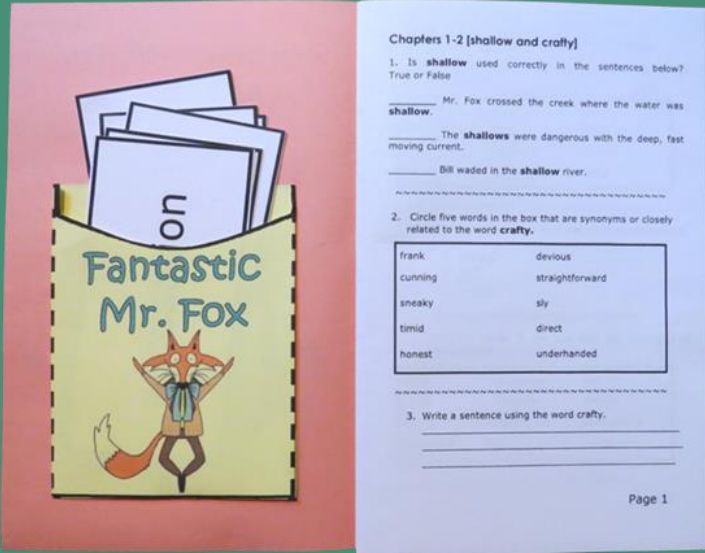 ion
Fantastic
Mr. Fox
Chapters 1-2 [shallow and crafty]
1. Is shallow used correctly in the sentences below?
True or False
________ Mr. Fox crossed the creek where the water was
shallow.
________ The shallows were dangerous with the deep, fast
moving current.
________ Bill waded in the shallow river.
~~~~~~~~~~~~~~~~~~~~~~~~~~~~~~~~~~~~
2. Circle five words in the box that are synonyms or closely
related to the word crafty.
frank devious
cunning straightforward
sneaky sly
timid direct
honest underhanded
~~~~~~~~~~~~~~~~~~~~~~~~~~~~~~~~~~~~
3. Write a sentence using the word crafty.
Page 1